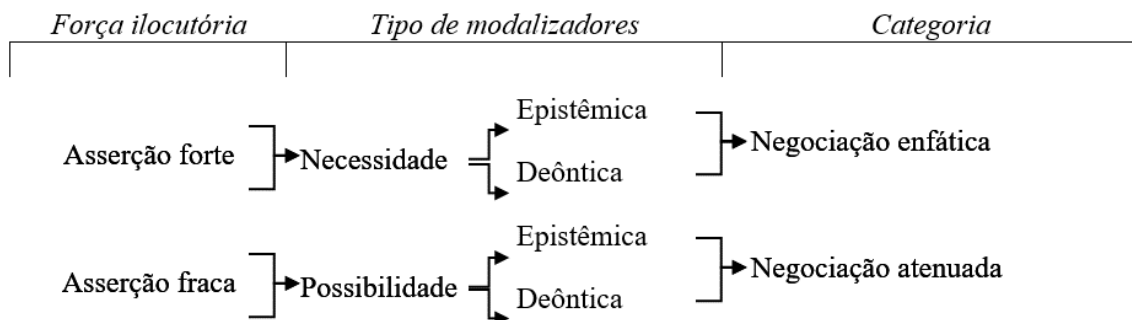 Força ilocutória Tipo de modalizadores Categoria
Epistêmica
Asserção forte Necessidade Negociação enfática
Deôntica
Epistêmica
Asserção fraca Possibilidade Negociação atenuada
Deôntica